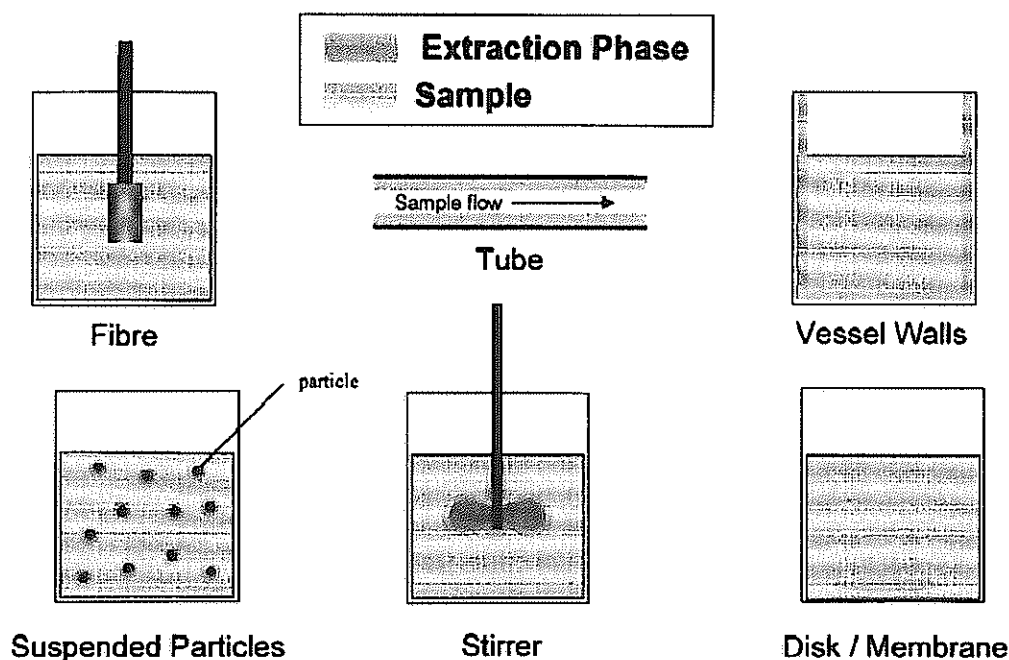 Extraction Phase
Sample
Sample flow
Tube
Fibre
Vessel Walls
particle
Suspended Particles
Stirrer
Disk / Membrane